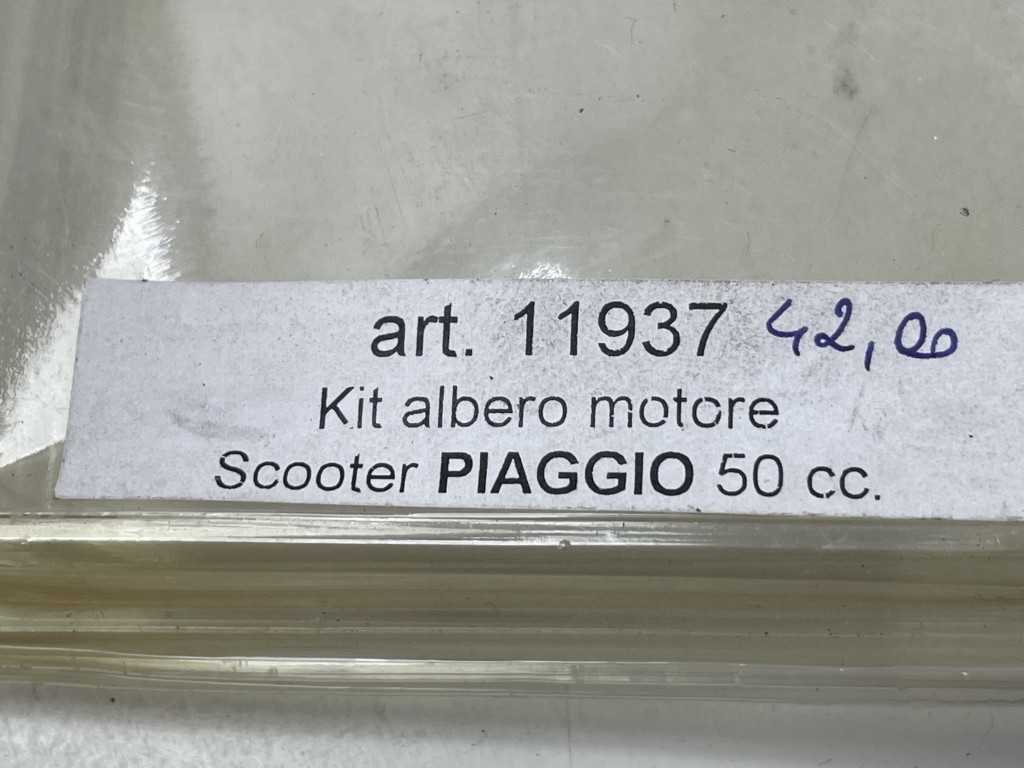 art. 11937 42,00
Kit albero motore
Scooter PIAGGIO 50 cc.